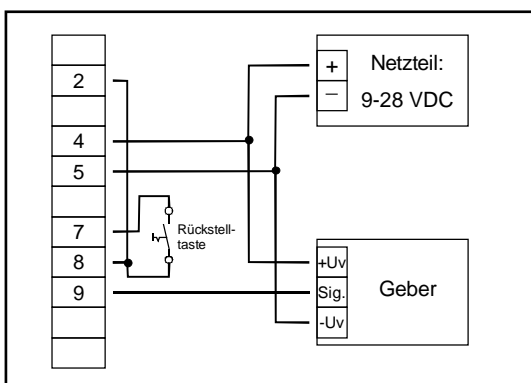 2
4
5
7
8
9
Rückstell-
taste
+
–
Netzteil:
9-28 VDC
+Uv
Sig.
-Uv
Geber